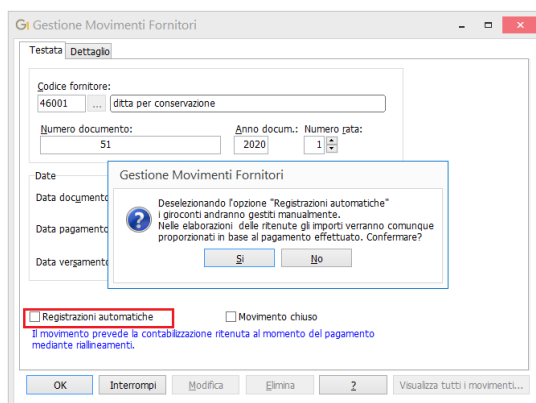 GI Gestione Movimenti Fornitori
Testata Dettaglio
Codice fornitore:
46001 ... ditta per conservazione
Numero documento: Anno docum.: Numero rata:
51 2020 1
Date
Data documento
Data pagamento
Data versamento
Gestione Movimenti Fornitori
Deselezionando l'opzione "Registrazioni automatiche"
i giroconti andranno gestiti manualmente.
Nelle elaborazioni delle ritenute gli importi verranno comunque
proporzionati in base al pagamento effettuato. Confermare?
Si No
Registrazioni automatiche Movimento chiuso
Il movimento prevede la contabilizzazione ritenuta al momento del pagamento
mediante riallineamenti.
OK Interrompi Modifica Elimina ? Visualizza tutti i movimenti...